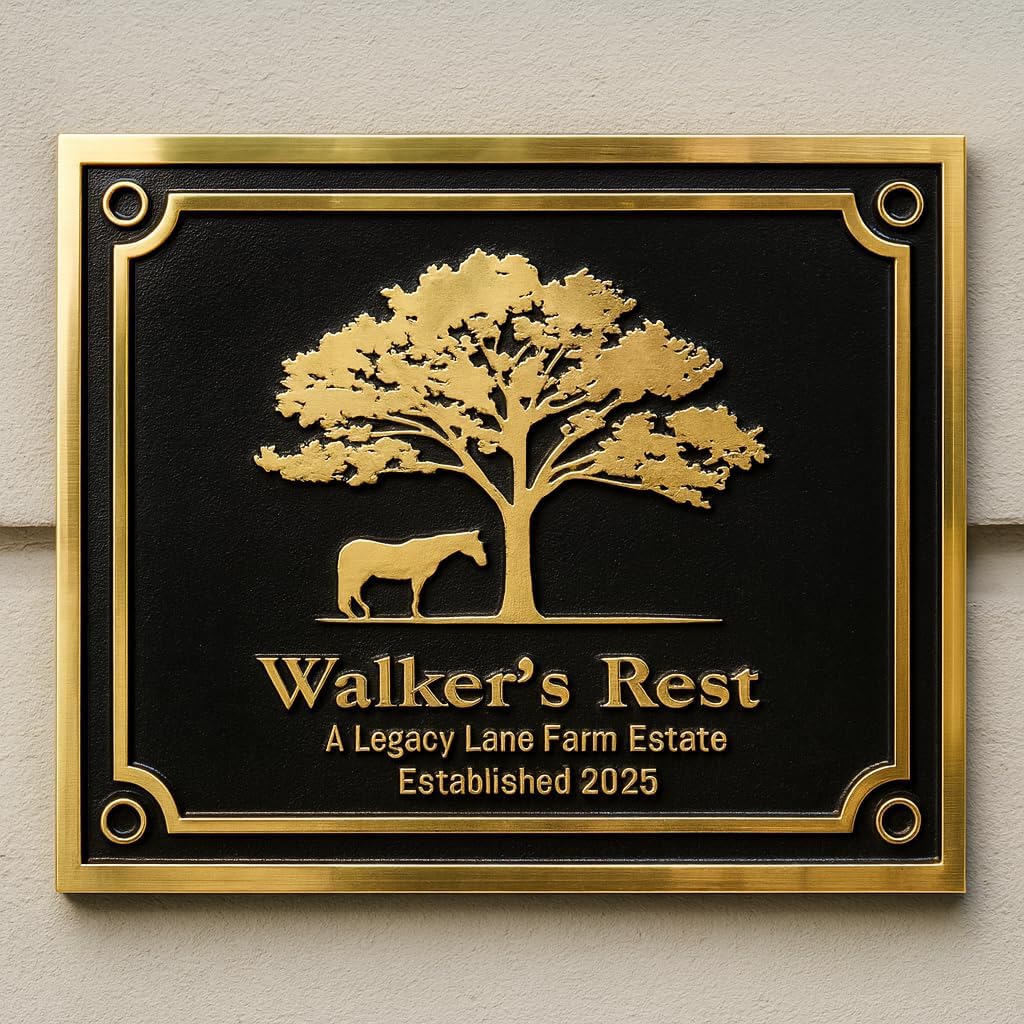 Walker's Rest
A Legacy Lane Farm Estate
Established 2025